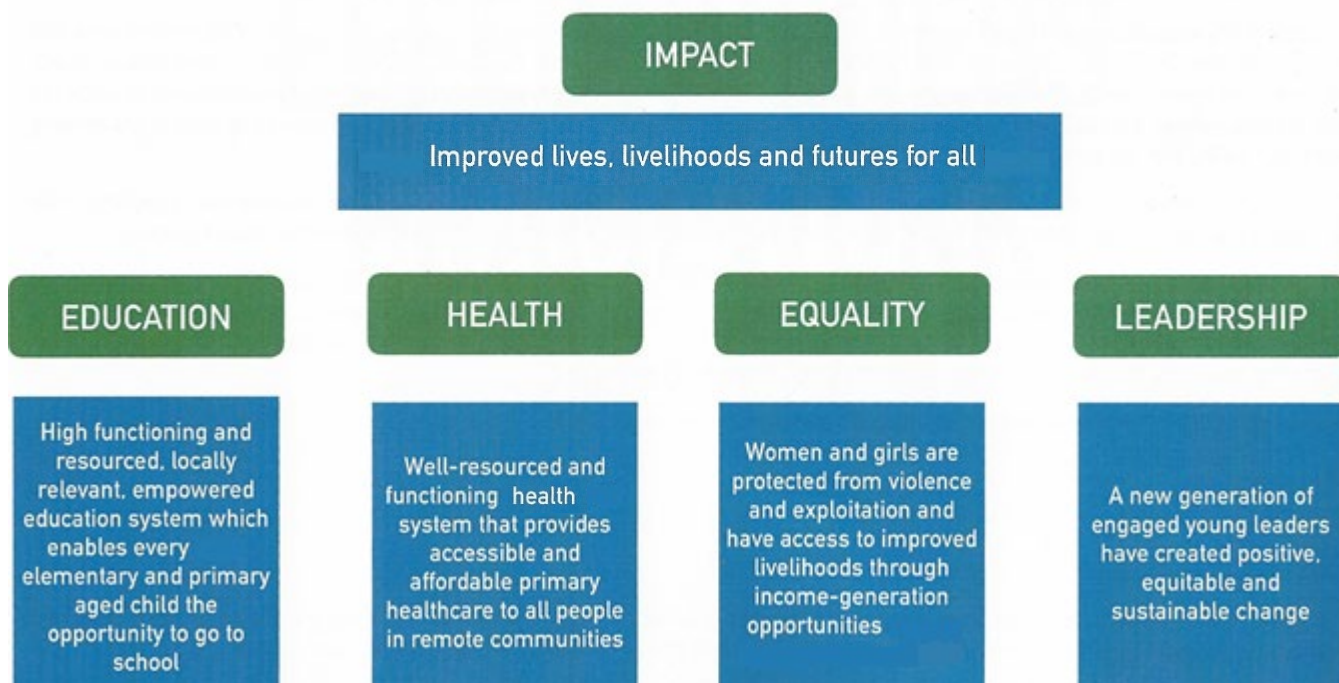 IMPACT
Improved lives, livelihoods and futures for all
EDUCATION
High functioning and
resourced, locally
relevant, empowered
education system which
enables every
elementary and primary
aged child the
opportunity to go to
school
HEALTH
Well-resourced and
functioning health
system that provides
accessible and
affordable primary
healthcare to all people
in remote communities
EQUALITY
Women and girls are
protected from violence
and exploitation and
have access to improved
livelihoods through
income-generation
opportunities
LEADERSHIP
A new generation of
engaged young leaders
have created positive,
equitable and
sustainable change